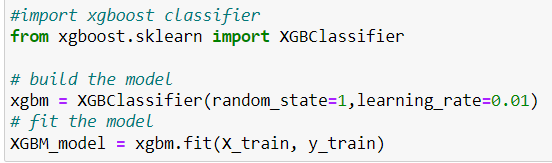 #import xgboost classifier
from xgboost.sklearn import XGBClassifier
# build the model
xgbm = XGBClassifier(random_state=1,learning_rate=0.01)
# fit the model
XGBM_model = xgbm.fit(X_train, y_train)